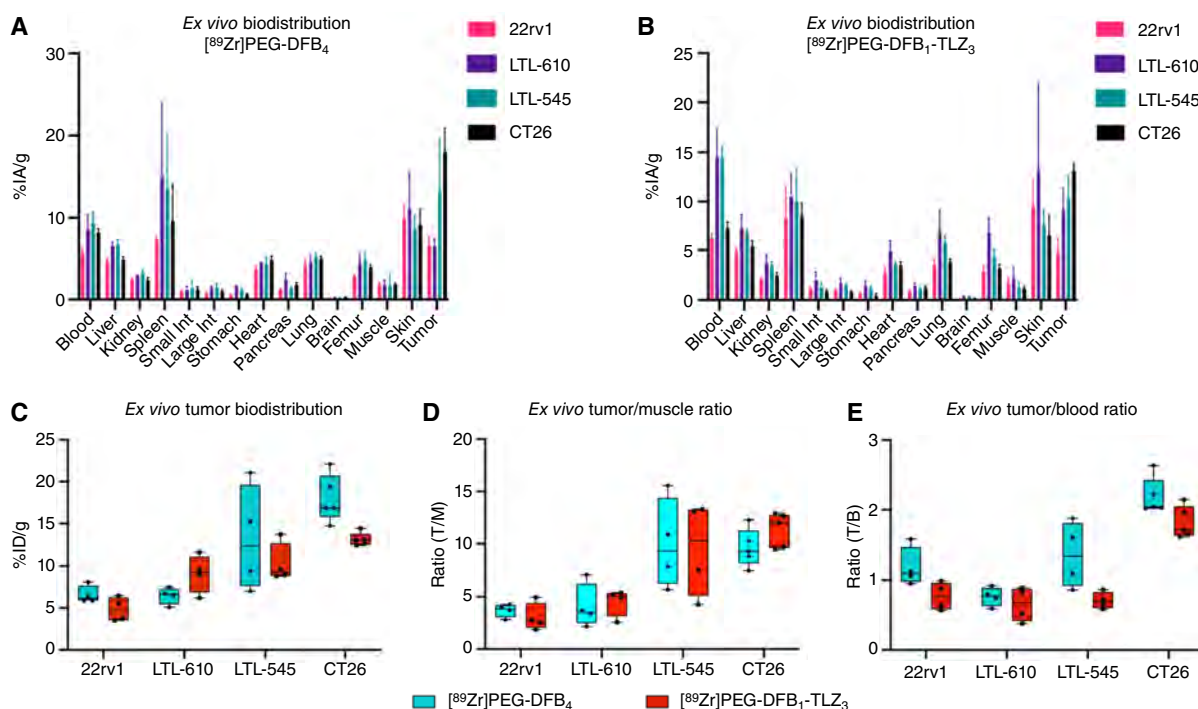 A
Ex vivo biodistribution
[⁸⁹Zr]PEG-DFB₄
%IA/g
30
20
10
0
Blood
Liver
Kidney
Spleen
Small Int
Large Int
Stomach
Heart
Pancreas
Lung
Brain
Femur
Muscle
Skin
Tumor
22rv1
LTL-610
LTL-545
CT26
B
Ex vivo biodistribution
[⁸⁹Zr]PEG-DFB₁-TLZ₃
%IA/g
25
20
15
10
5
0
Blood
Liver
Kidney
Spleen
Small Int
Large Int
Stomach
Heart
Pancreas
Lung
Brain
Femur
Muscle
Skin
Tumor
22rv1
LTL-610
LTL-545
CT26
C
Ex vivo tumor biodistribution
%ID/g
25
20
15
10
5
0
22rv1 LTL-610 LTL-545 CT26
D
Ex vivo tumor/muscle ratio
Ratio (T/M)
20
15
10
5
0
22rv1 LTL-610 LTL-545 CT26
E
Ex vivo tumor/blood ratio
Ratio (T/B)
3
2
1
0
22rv1 LTL-610 LTL-545 CT26
[⁸⁹Zr]PEG-DFB₄
[⁸⁹Zr]PEG-DFB₁-TLZ₃